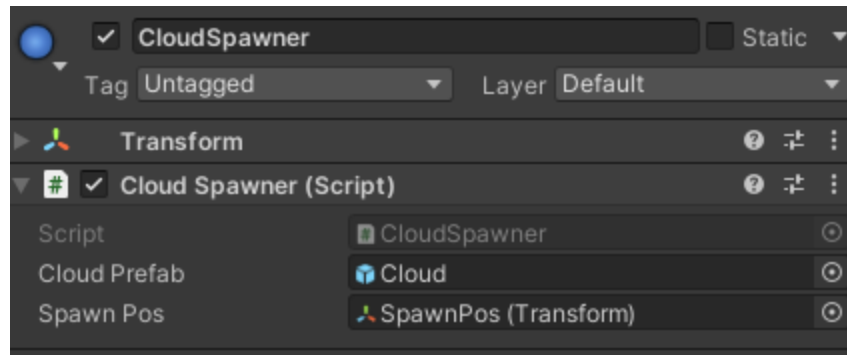 CloudSpawner Static
Tag Untagged Layer Default
Transform
# Cloud Spawner (Script)
Script # CloudSpawner
Cloud Prefab Cloud
Spawn Pos SpawnPos (Transform)